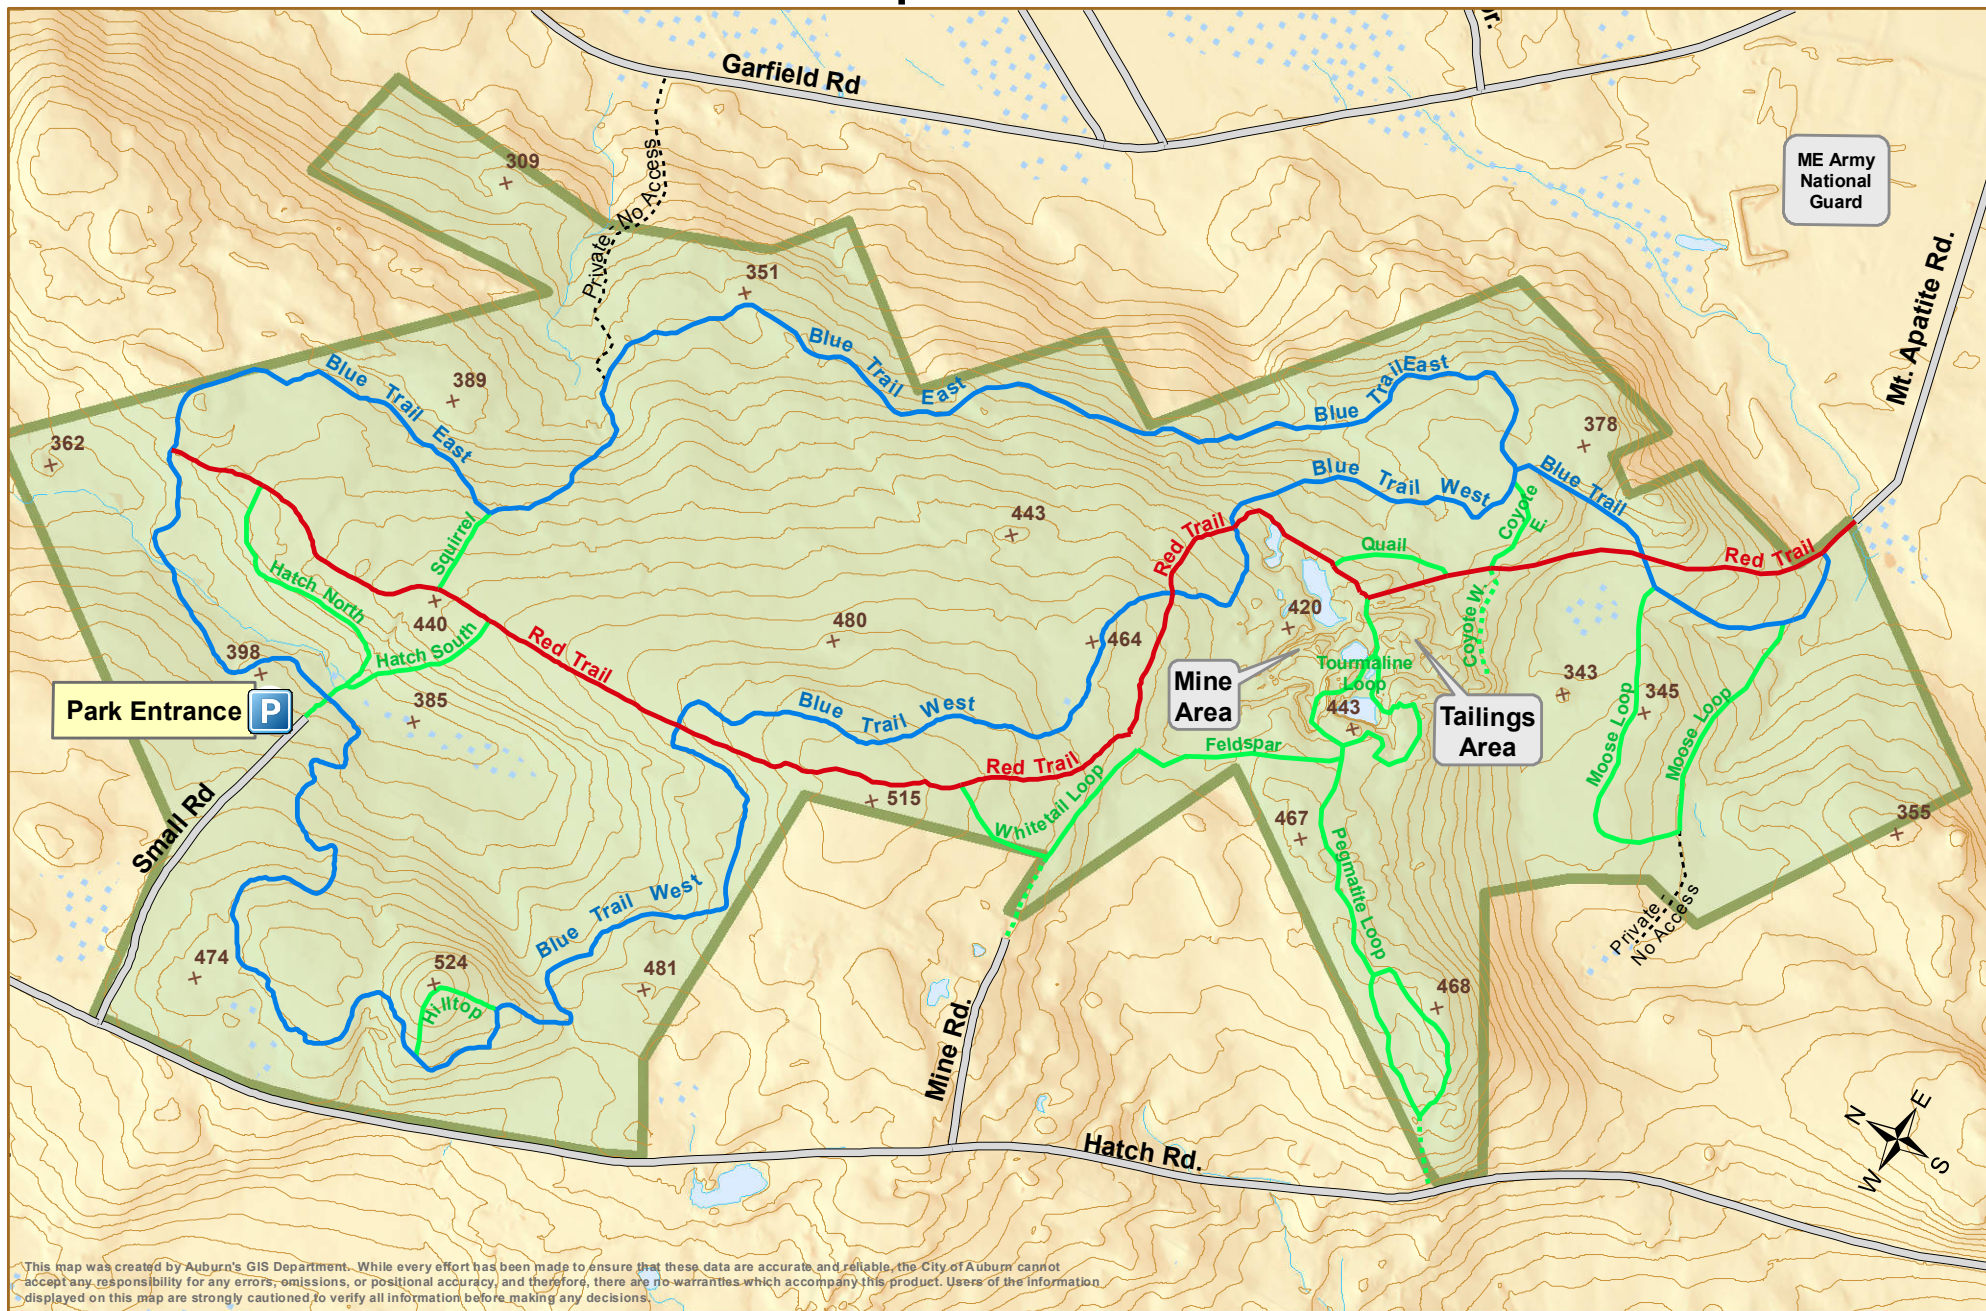 Garfield Rd
Dr.
ME Army
National
Guard
309
Private No Access
Mt. Apatite Rd.
351
Blue Trail East
Blue Trail East
Blue Trail East
389
378
362
Blue Trail West
Blue Trail
Coyote
E.
443
Red Trail
Quail
Red Trail
Squirrel
Hatch North
440
Hatch South
Red Trail
480
464
420
Coyote W.
398
Park Entrance P
385
Mine
Area
Tourmaline
Loop
443
Tailings
Area
343
345
Moose Loop
Moose Loop
Blue Trail West
Feldspar
Red Trail
515
Whitetail Loop
Small Rd
467
355
Pegmatite Loop
Blue Trail West
Private
No Access
474
524
Hilltop
481
468
Mine Rd.
Hatch Rd.
N
E
S
W
This map was created by Auburn's GIS Department. While every effort has been made to ensure that these data are accurate and reliable, the City of Auburn cannot
accept any responsibility for any errors, omissions, or positional accuracy, and therefore, there are no warranties which accompany this product. Users of the information
displayed on this map are strongly cautioned to verify all information before making any decisions.